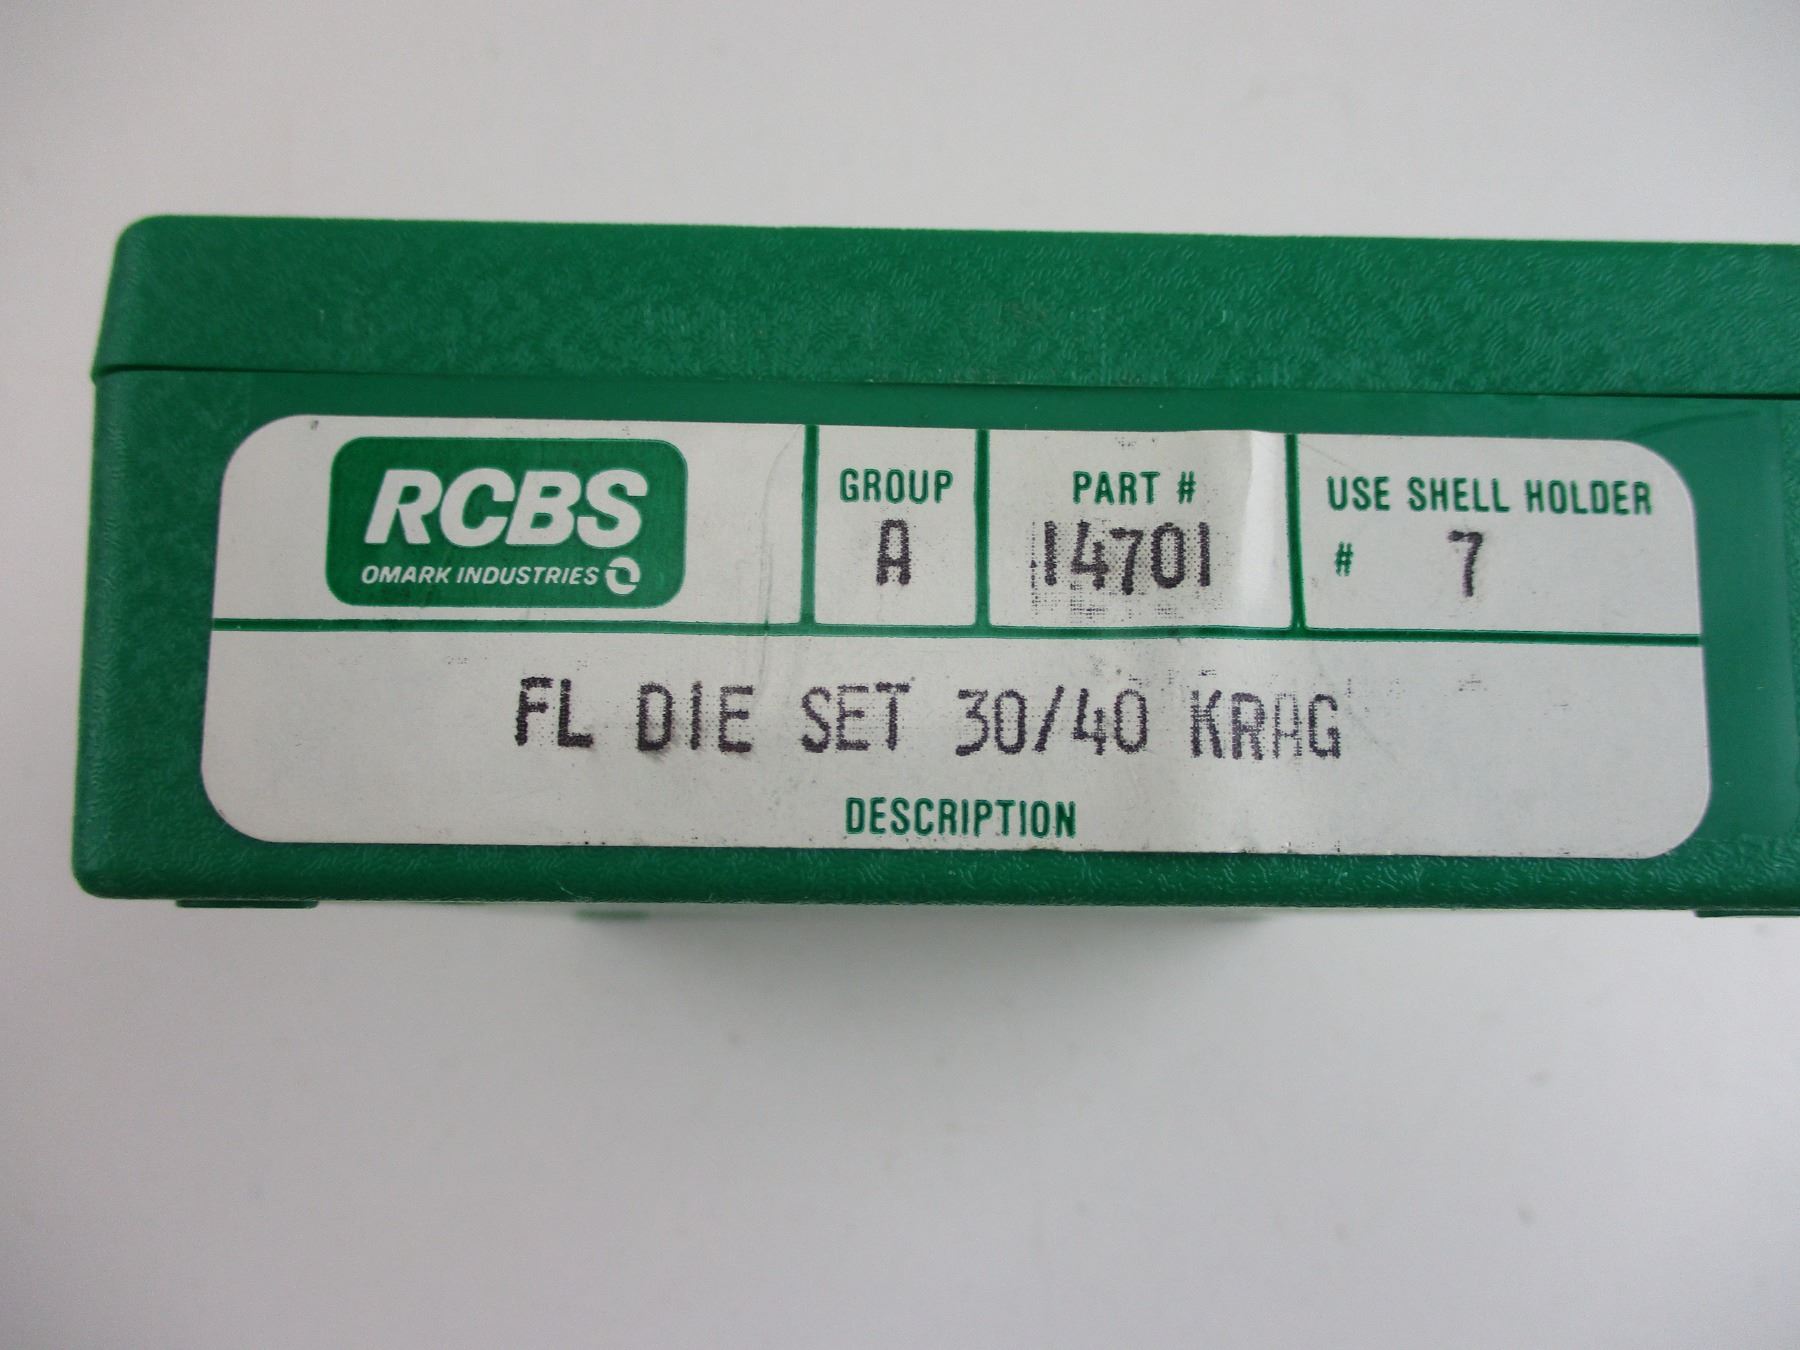 RCBS
OMARK INDUSTRIES
GROUP
A
PART #
14701
USE SHELL HOLDER
# 7
FL DIE SET 30/40 KRAG
DESCRIPTION